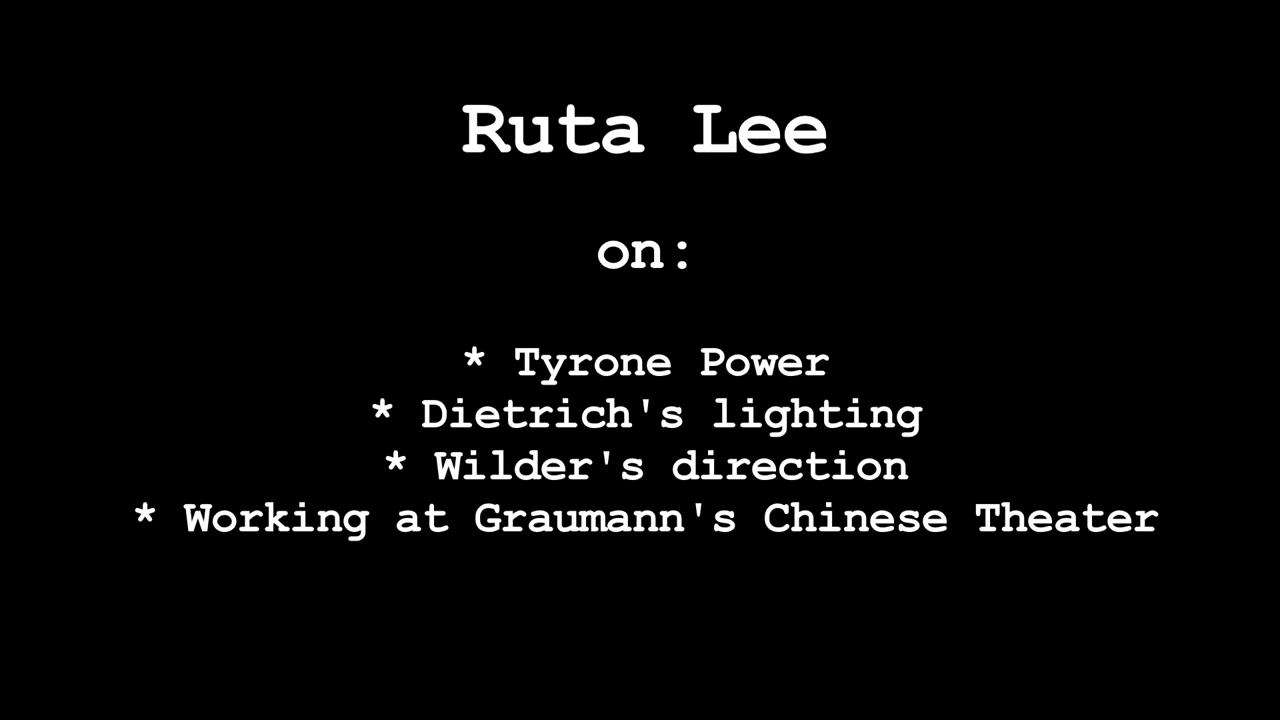 Ruta Lee
on:
* Tyrone Power
* Dietrich's lighting
* Wilder's direction
* Working at Graumann's Chinese Theater